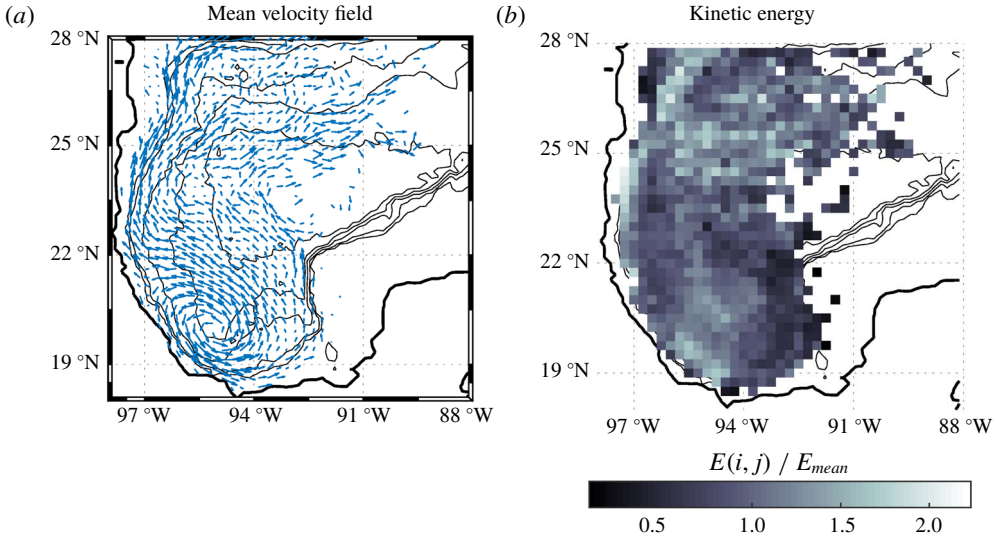 (a) Mean velocity field
28 °N
25 °N
22 °N
19 °N
97 °W 94 °W 91 °W 88 °W
(b) Kinetic energy
28 °N
25 °N
22 °N
19 °N
97 °W 94 °W 91 °W 88 °W
E(i, j) / Emean
0.5 1.0 1.5 2.0